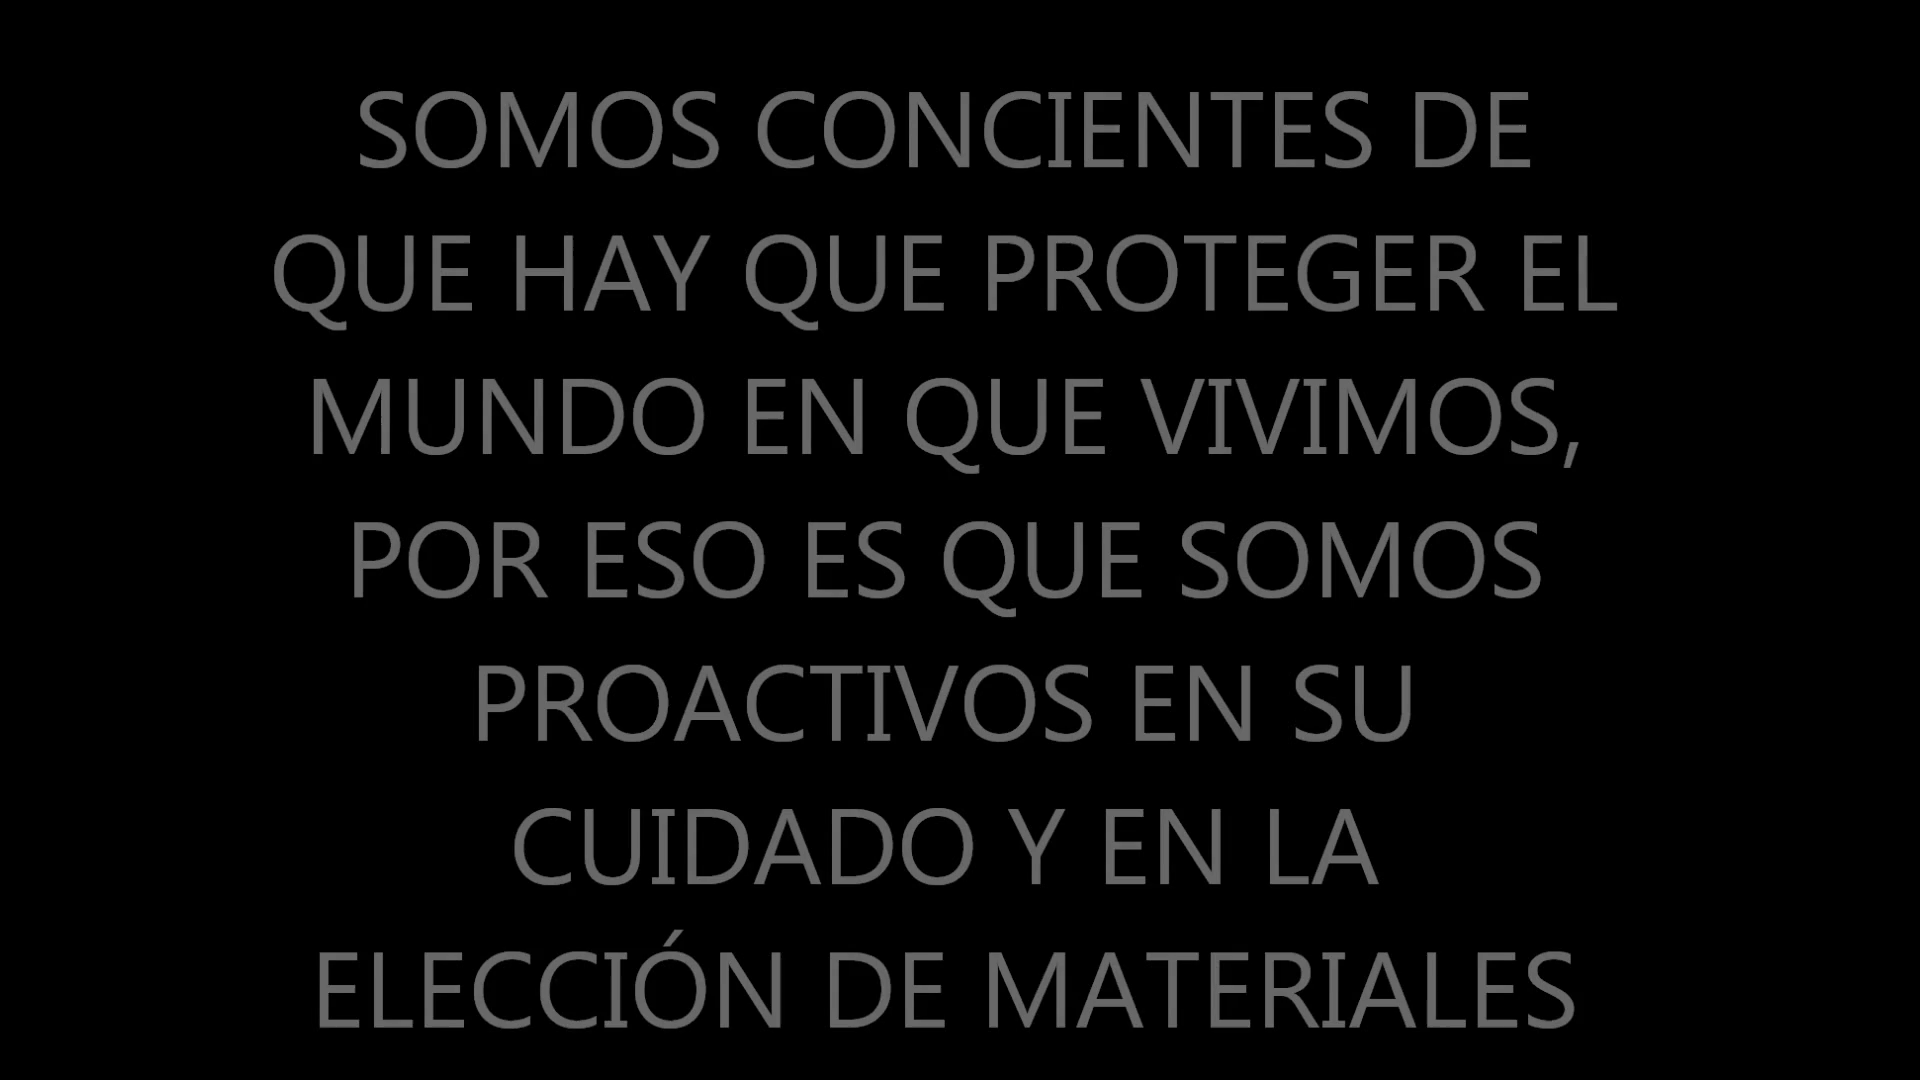 SOMOS CONCIENTES DE
QUE HAY QUE PROTEGER EL
MUNDO EN QUE VIVIMOS,
POR ESO ES QUE SOMOS
PROACTIVOS EN SU
CUIDADO Y EN LA
ELECCIÓN DE MATERIALES